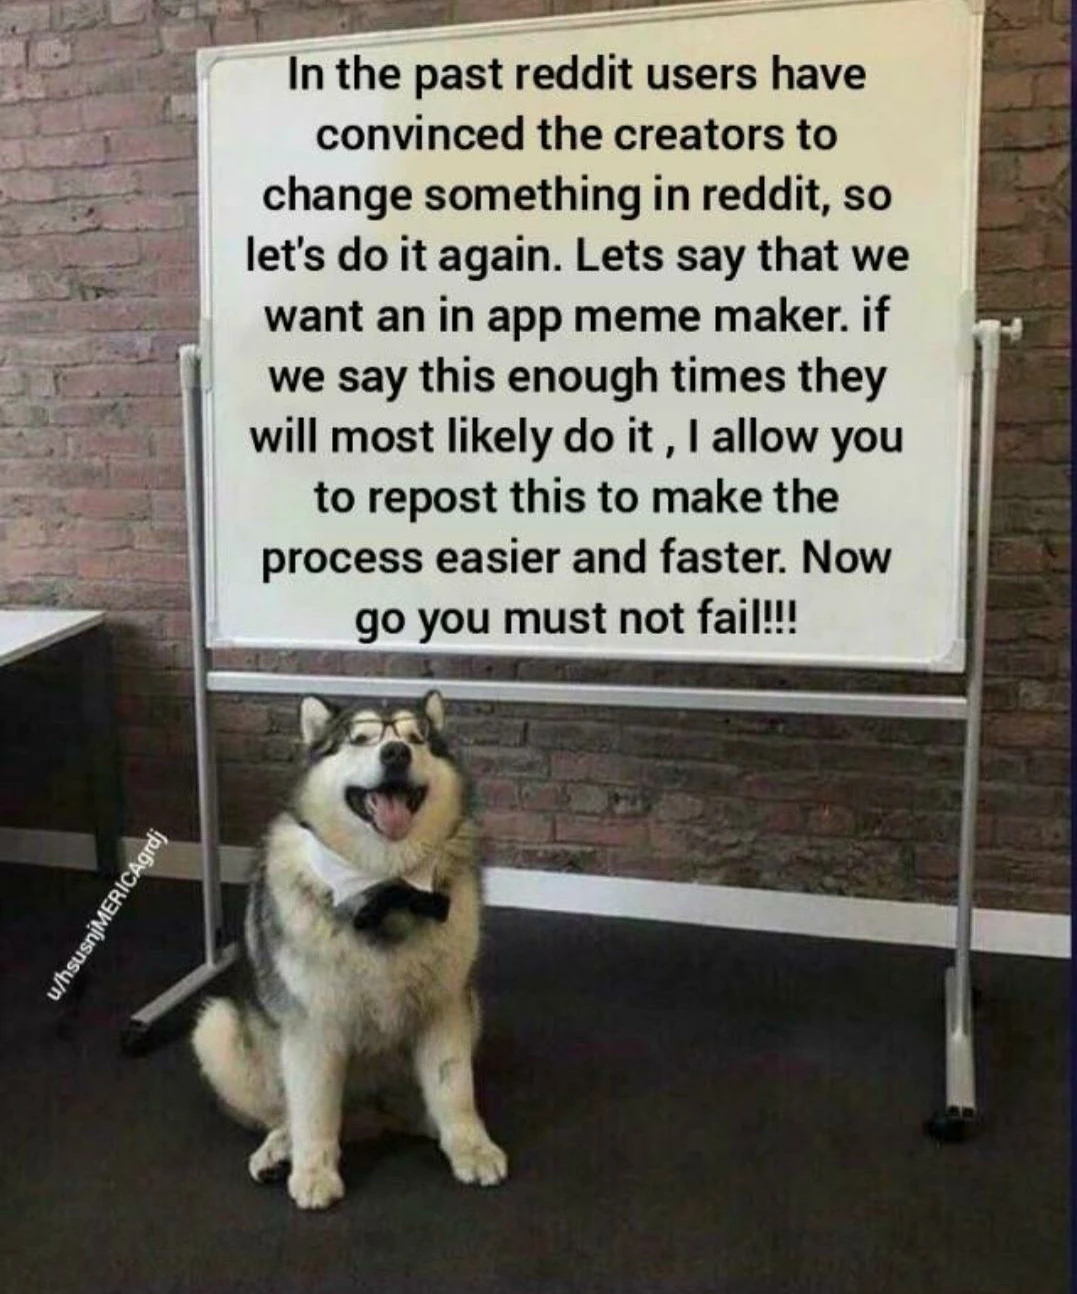 In the past reddit users have
convinced the creators to
change something in reddit, so
let's do it again. Lets say that we
want an in app meme maker. if
we say this enough times they
will most likely do it , I allow you
to repost this to make the
process easier and faster. Now
go you must not fail!!!
u/hsusnjMERICAgrdj